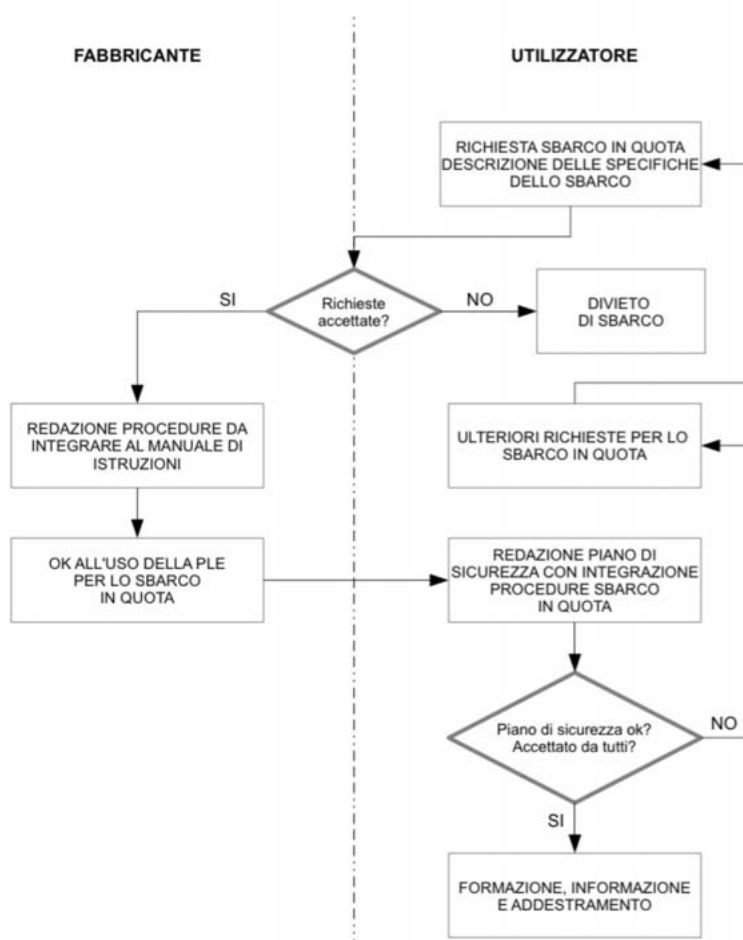 FABBRICANTE
UTILIZZATORE
RICHIESTA SBARCO IN QUOTA
DESCRIZIONE DELLE SPECIFICHE
DELLO SBARCO
SI
Richieste
accettate?
NO
DIVIETO
DI SBARCO
REDAZIONE PROCEDURE DA
INTEGRARE AL MANUALE DI
ISTRUZIONI
ULTERIORI RICHIESTE PER LO
SBARCO IN QUOTA
OK ALL'USO DELLA PLE
PER LO SBARCO
IN QUOTA
REDAZIONE PIANO DI
SICUREZZA CON INTEGRAZIONE
PROCEDURE SBARCO
IN QUOTA
Piano di sicurezza ok?
Accettato da tutti?
NO
SI
FORMAZIONE, INFORMAZIONE
E ADDESTRAMENTO